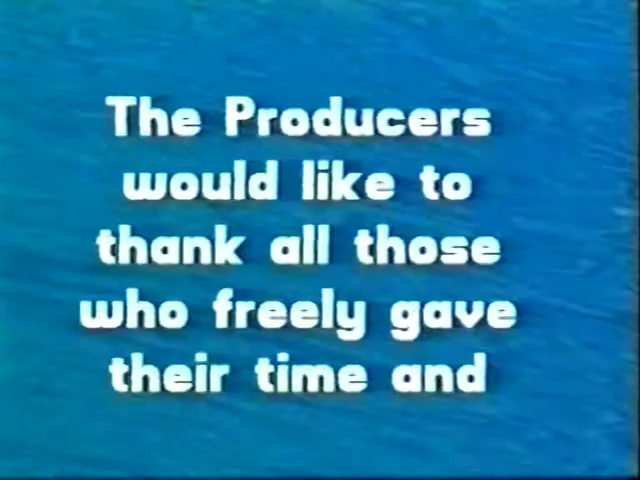 The Producers
would like to
thank all those
who freely gave
their time and